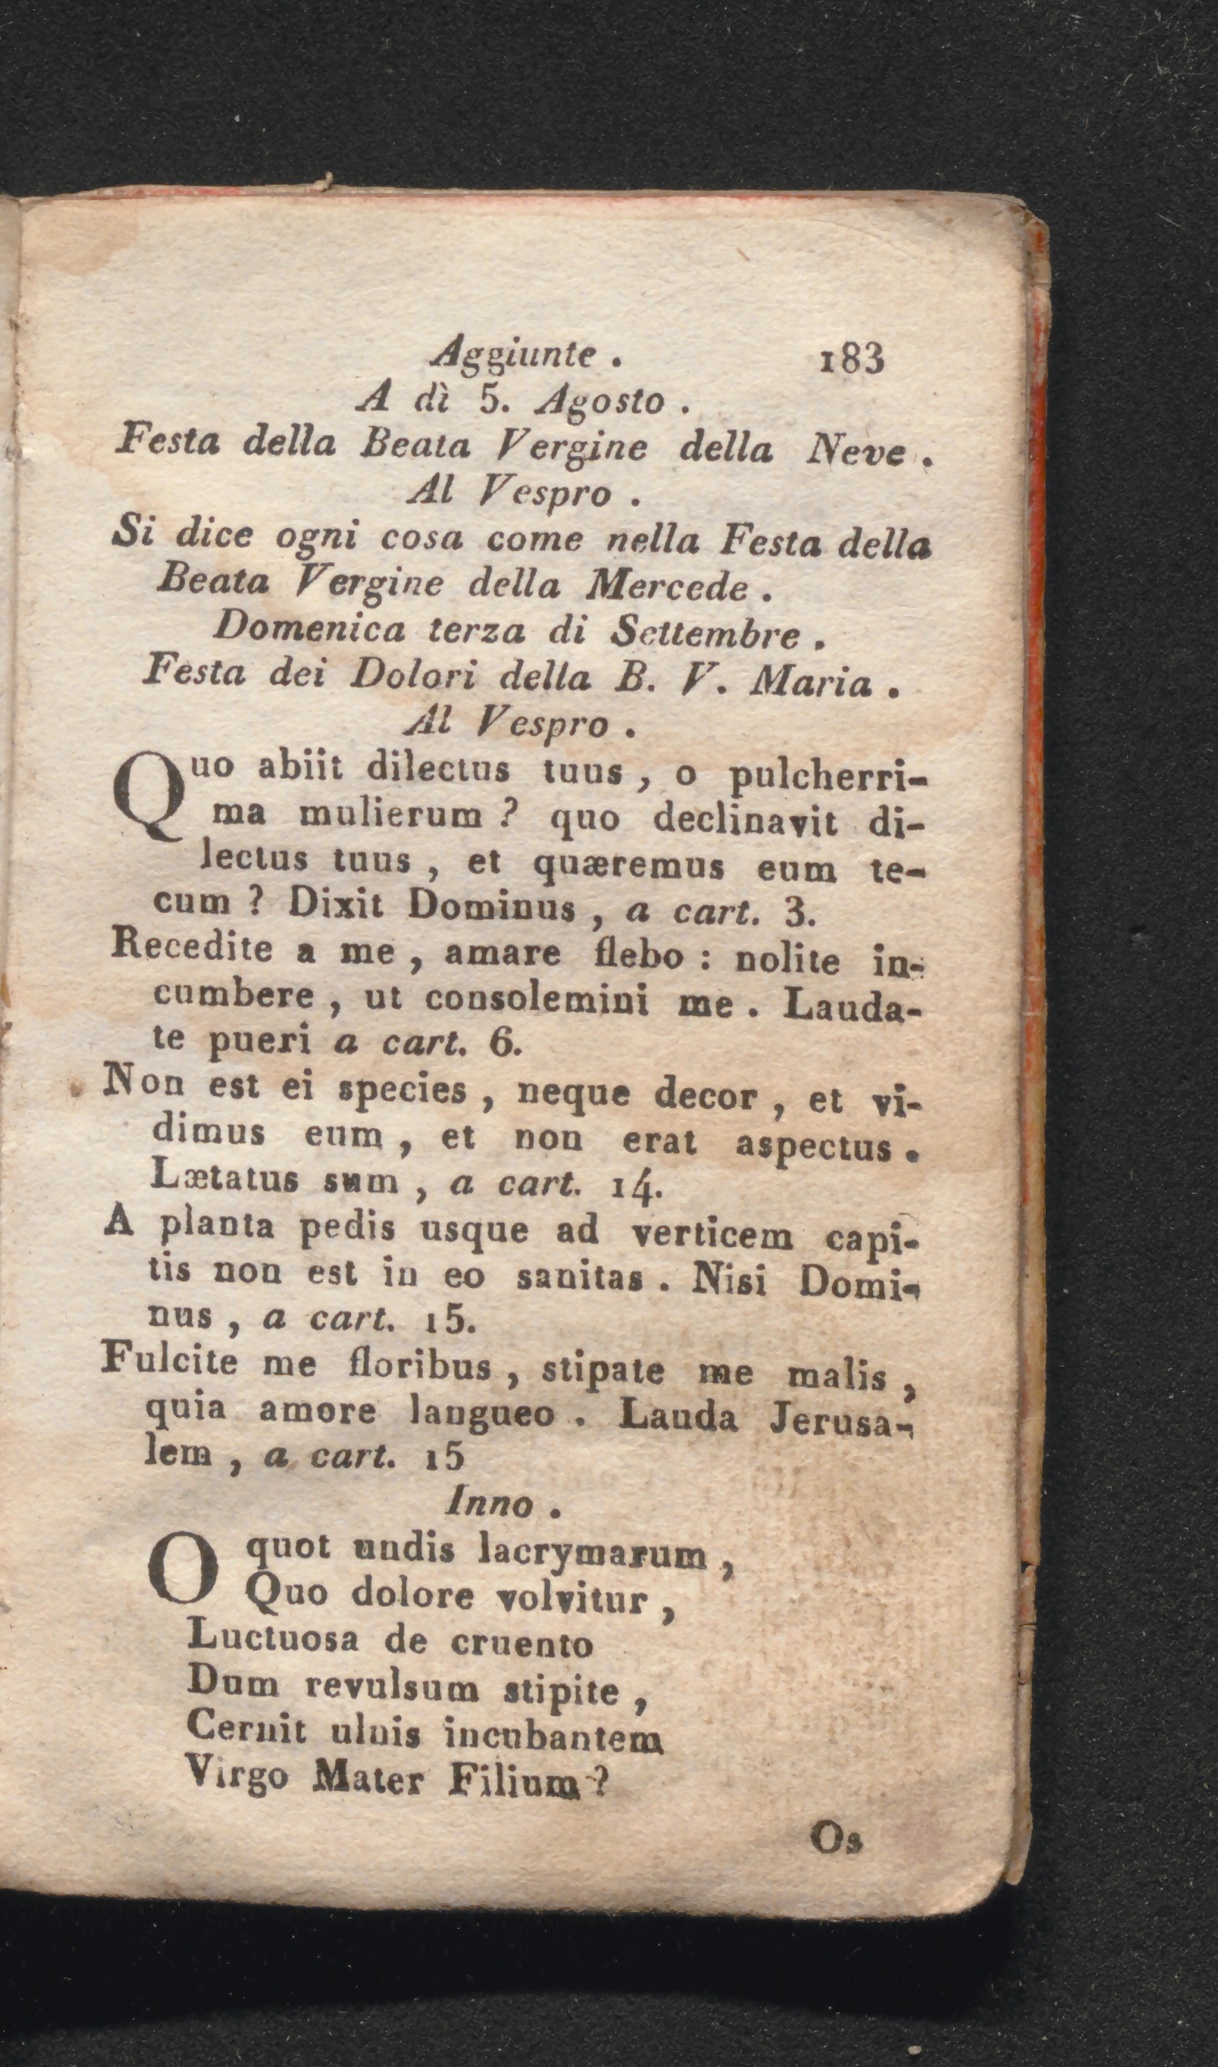 Aggiunte . 183
A dì 5. Agosto .
Festa della Beata Vergine della Neve .
Al Vespro .
Si dice ogni cosa come nella Festa della
Beata Vergine della Mercede .
Domenica terza di Settembre .
Festa dei Dolori della B. V. Maria .
Al Vespro .
Quo abiit dilectus tuus , o pulcherri-
ma mulierum ? quo declinavit di-
lectus tuus , et quæremus eum te-
cum ? Dixit Dominus , a cart. 3.
Recedite a me , amare flebo : nolite in-
cumbere , ut consolemini me . Lauda-
te pueri a cart. 6.
Non est ei species , neque decor , et vi-
dimus eum , et non erat aspectus .
Lætatus sum , a cart. 14.
A planta pedis usque ad verticem capi-
tis non est in eo sanitas . Nisi Domi-
nus , a cart. 15.
Fulcite me floribus , stipate me malis ,
quia amore langueo . Lauda Jerusa-
lem , a cart. 15
Inno .
O quot undis lacrymarum ,
Quo dolore volvitur ,
Luctuosa de cruento
Dum revulsum stipite ,
Cernit ulnis incubantem
Virgo Mater Filium ?
Os